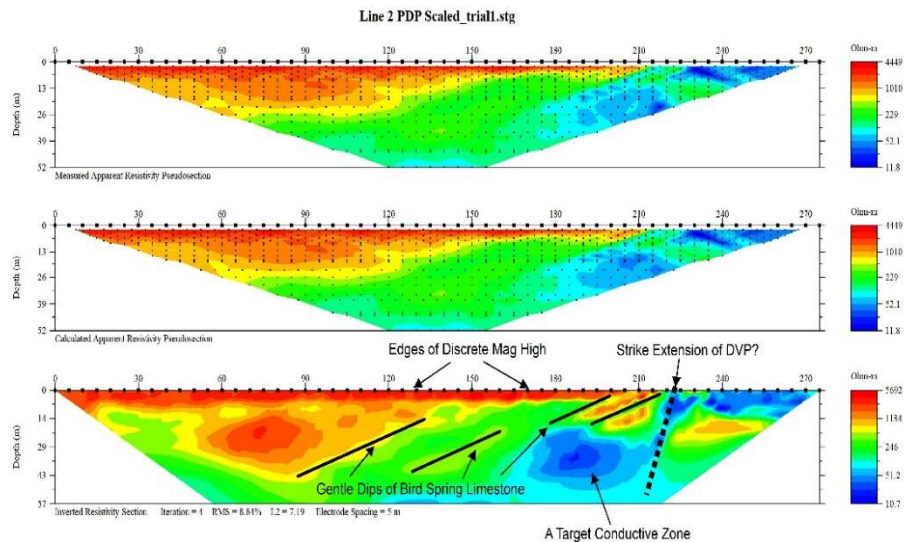 Line 2 PDP Scaled_trial1.stg
0 30 60 90 120 150 180 210 240 270 Ohm-m
Depth (m)
0
13
26
39
52
4449
1010
229
52.1
11.8
Measured Apparent Resistivity Pseudosection
0 30 60 90 120 150 180 210 240 270 Ohm-m
Depth (m)
0
13
26
39
52
4449
1010
229
52.1
11.8
Calculated Apparent Resistivity Pseudosection
Edges of Discrete Mag High
Strike Extension of DVP?
0 30 60 90 120 150 180 210 240 270 Ohm-m
Depth (m)
0
14
29
43
57
5692
1185
247
51.2
10.7
Gentle Dips of Bird Spring Limestone
Inverted Resistivity Section Iteration = 4 RMS = 8.84% L2 = 7.19 Electrode Spacing = 5 m
A Target Conductive Zone